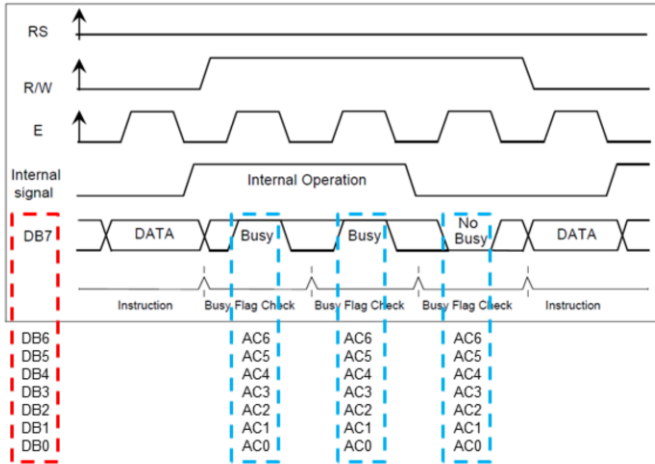 RS
R/W
E
Internal signal
Internal Operation
DB7
DATA
Busy
Busy
No Busy
DATA
Instruction
Busy Flag Check
Busy Flag Check
Busy Flag Check
Instruction
DB6 AC6 AC6 AC6
DB5 AC5 AC5 AC5
DB4 AC4 AC4 AC4
DB3 AC3 AC3 AC3
DB2 AC2 AC2 AC2
DB1 AC1 AC1 AC1
DB0 AC0 AC0 AC0